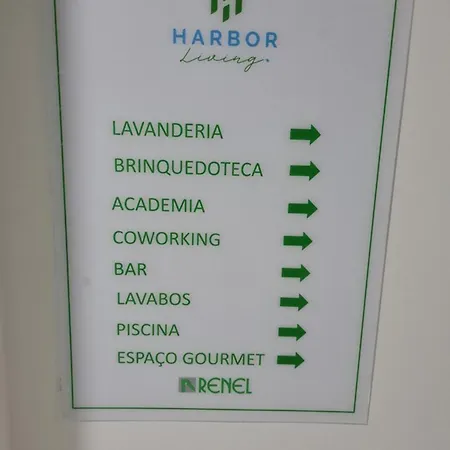 HARBOR
Living
LAVANDERIA
BRINQUEDOTECA
ACADEMIA
COWORKING
BAR
LAVABOS
PISCINA
ESPAÇO GOURMET
RENEL